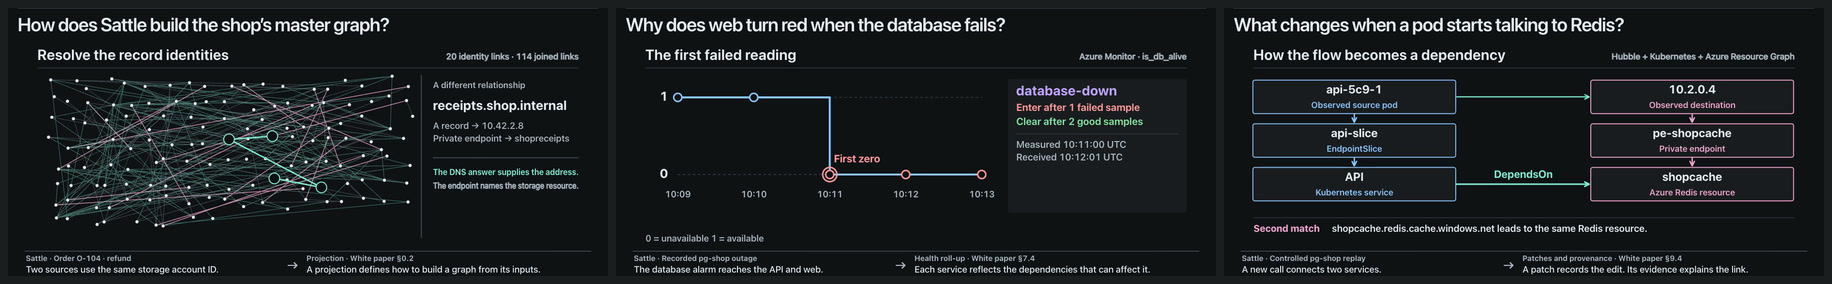 How does Sattle build the shop's master graph?
Resolve the record identities
20 identity links · 114 joined links
A different relationship
receipts.shop.internal
A record → 10.42.2.8
Private endpoint → shopreceipts
The DNS answer supplies the address.
The endpoint names the storage resource.
Sattle · Order O-104 · refund
Two sources use the same storage account ID.
→
Projection · White paper §0.2
A projection defines how to build a graph from its inputs.
Why does web turn red when the database fails?
The first failed reading
Azure Monitor · is_db_alive
1
0
First zero
10:09
10:10
10:11
10:12
10:13
database-down
Enter after 1 failed sample
Clear after 2 good samples
Measured 10:11:00 UTC
Received 10:12:01 UTC
0 = unavailable 1 = available
Sattle · Recorded pg-shop outage
The database alarm reaches the API and web.
→
Health roll-up · White paper §7.4
Each service reflects the dependencies that can affect it.
What changes when a pod starts talking to Redis?
How the flow becomes a dependency
Hubble + Kubernetes + Azure Resource Graph
api-5c9-1
Observed source pod
10.2.0.4
Observed destination
api-slice
EndpointSlice
pe-shopcache
Private endpoint
API
Kubernetes service
DependsOn
shopcache
Azure Redis resource
Second match
shopcache.redis.cache.windows.net leads to the same Redis resource.
Sattle · Controlled pg-shop replay
A new call connects two services.
→
Patches and provenance · White paper §9.4
A patch records the edit. Its evidence explains the link.